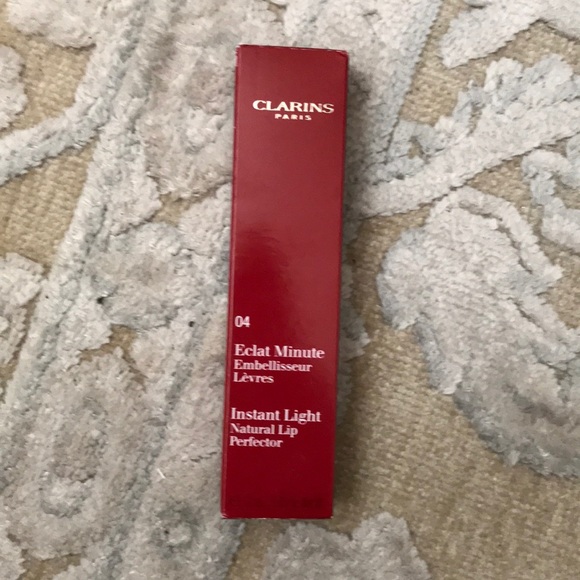 CLARINS
PARIS
04
Eclat Minute
Embellisseur
Lèvres
Instant Light
Natural Lip
Perfector